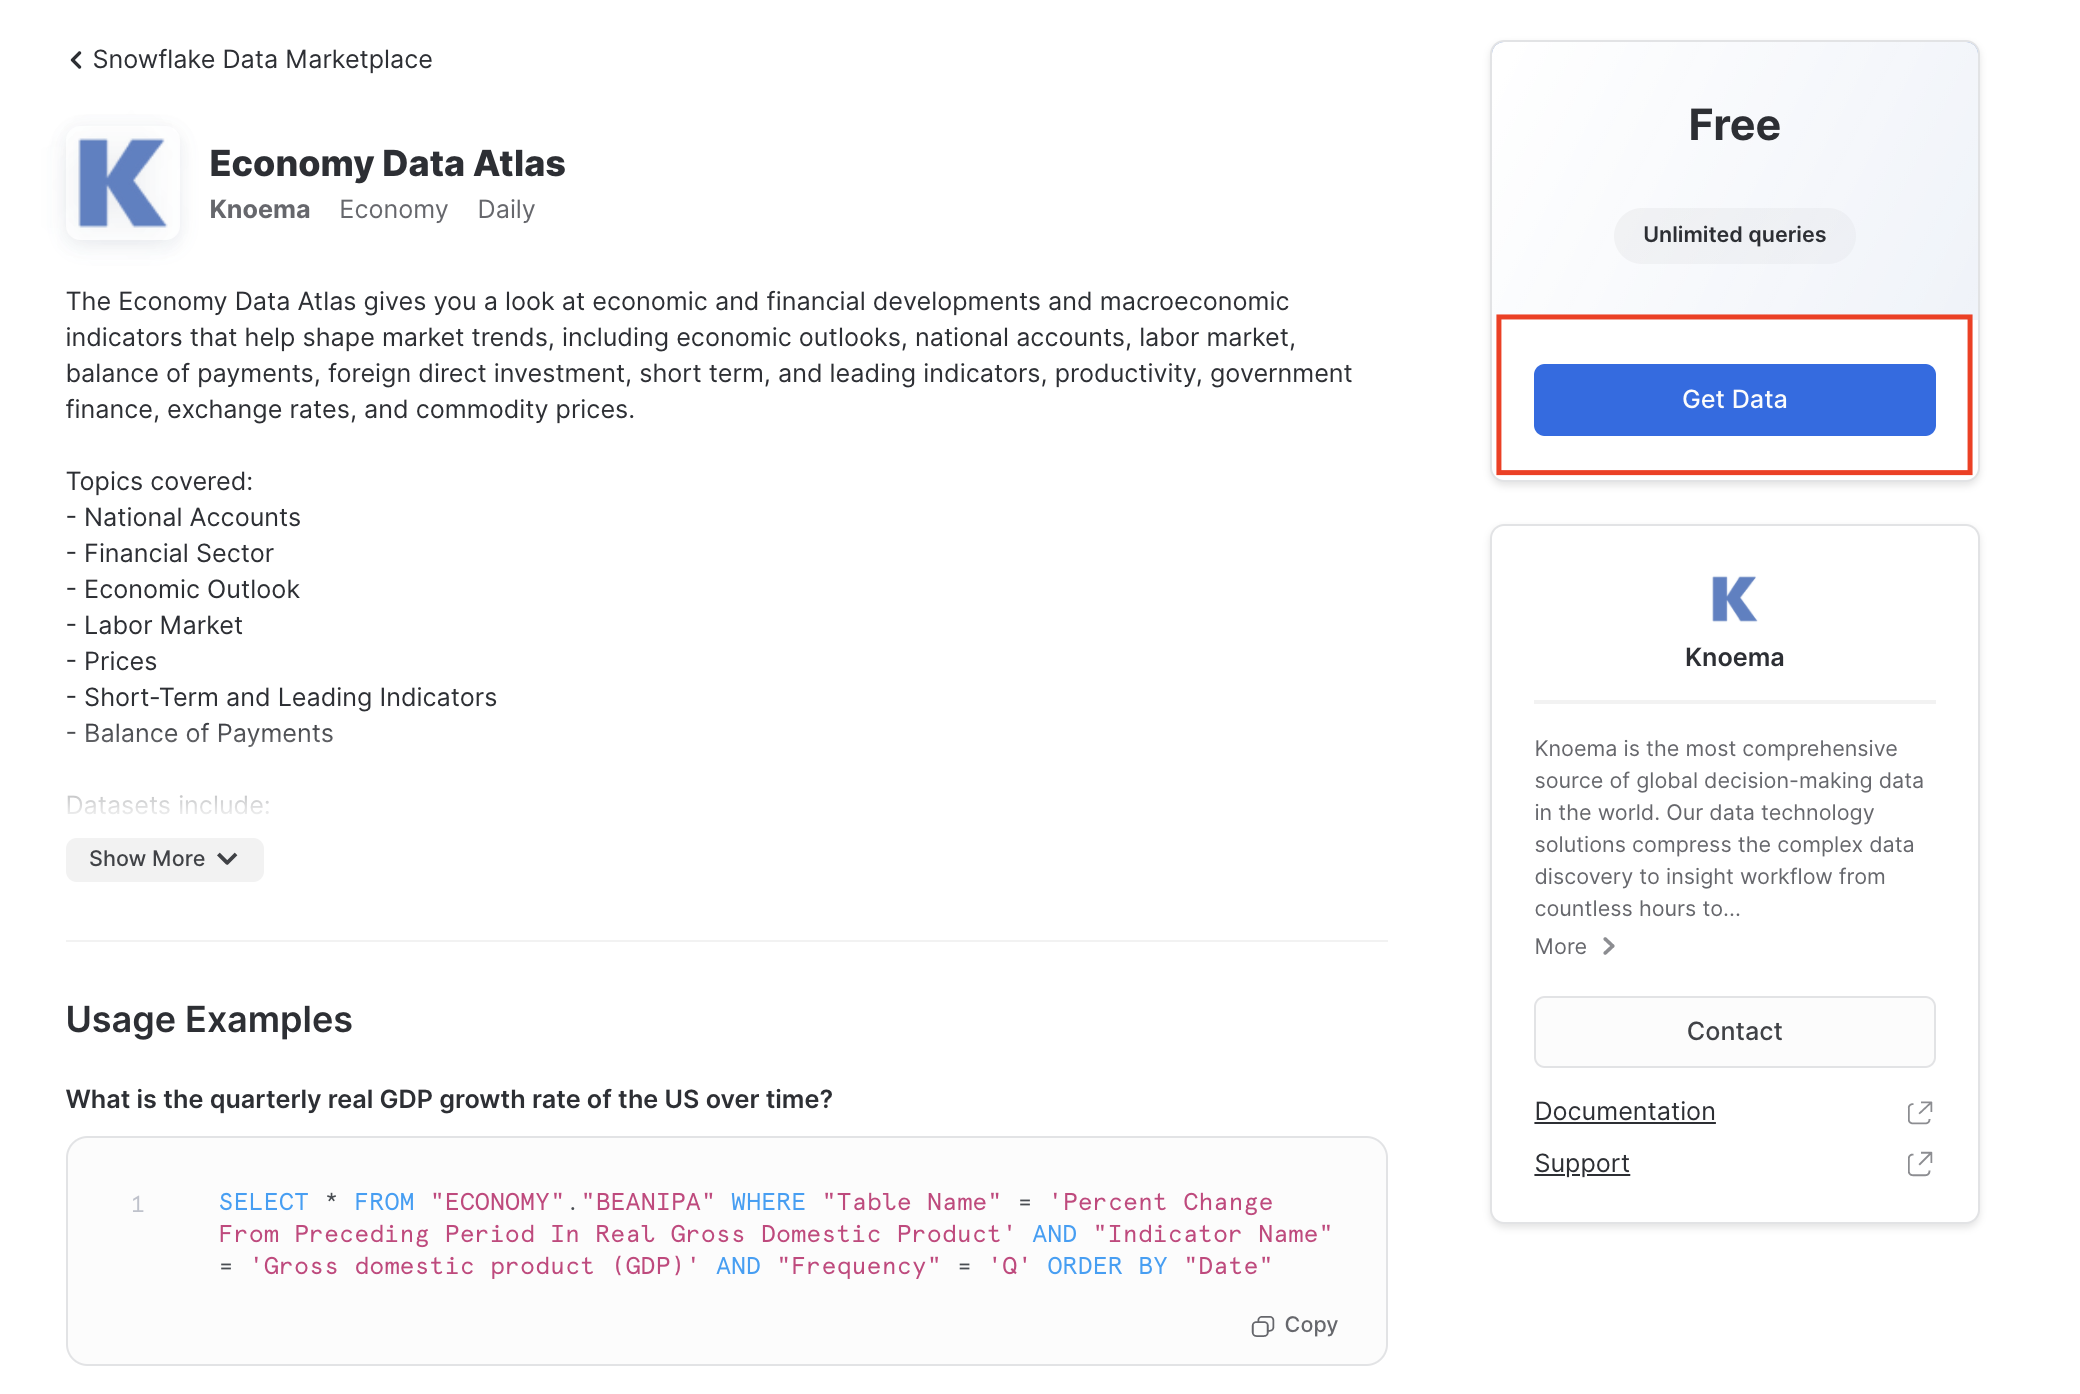 Snowflake Data Marketplace
K
Economy Data Atlas
Knoema Economy Daily
The Economy Data Atlas gives you a look at economic and financial developments and macroeconomic
indicators that help shape market trends, including economic outlooks, national accounts, labor market,
balance of payments, foreign direct investment, short term, and leading indicators, productivity, government
finance, exchange rates, and commodity prices.
Topics covered:
- National Accounts
- Financial Sector
- Economic Outlook
- Labor Market
- Prices
- Short-Term and Leading Indicators
- Balance of Payments
Datasets include:
Show More
Usage Examples
What is the quarterly real GDP growth rate of the US over time?
1 SELECT * FROM "ECONOMY"."BEANIPA" WHERE "Table Name" = 'Percent Change
From Preceding Period In Real Gross Domestic Product' AND "Indicator Name"
= 'Gross domestic product (GDP)' AND "Frequency" = 'Q' ORDER BY "Date"
Copy
Free
Unlimited queries
Get Data
K
Knoema
Knoema is the most comprehensive
source of global decision-making data
in the world. Our data technology
solutions compress the complex data
discovery to insight workflow from
countless hours to...
More
Contact
Documentation
Support